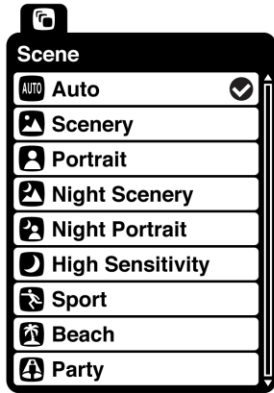 Scene
AUTO Auto
Scenery
Portrait
Night Scenery
Night Portrait
High Sensitivity
Sport
Beach
Party